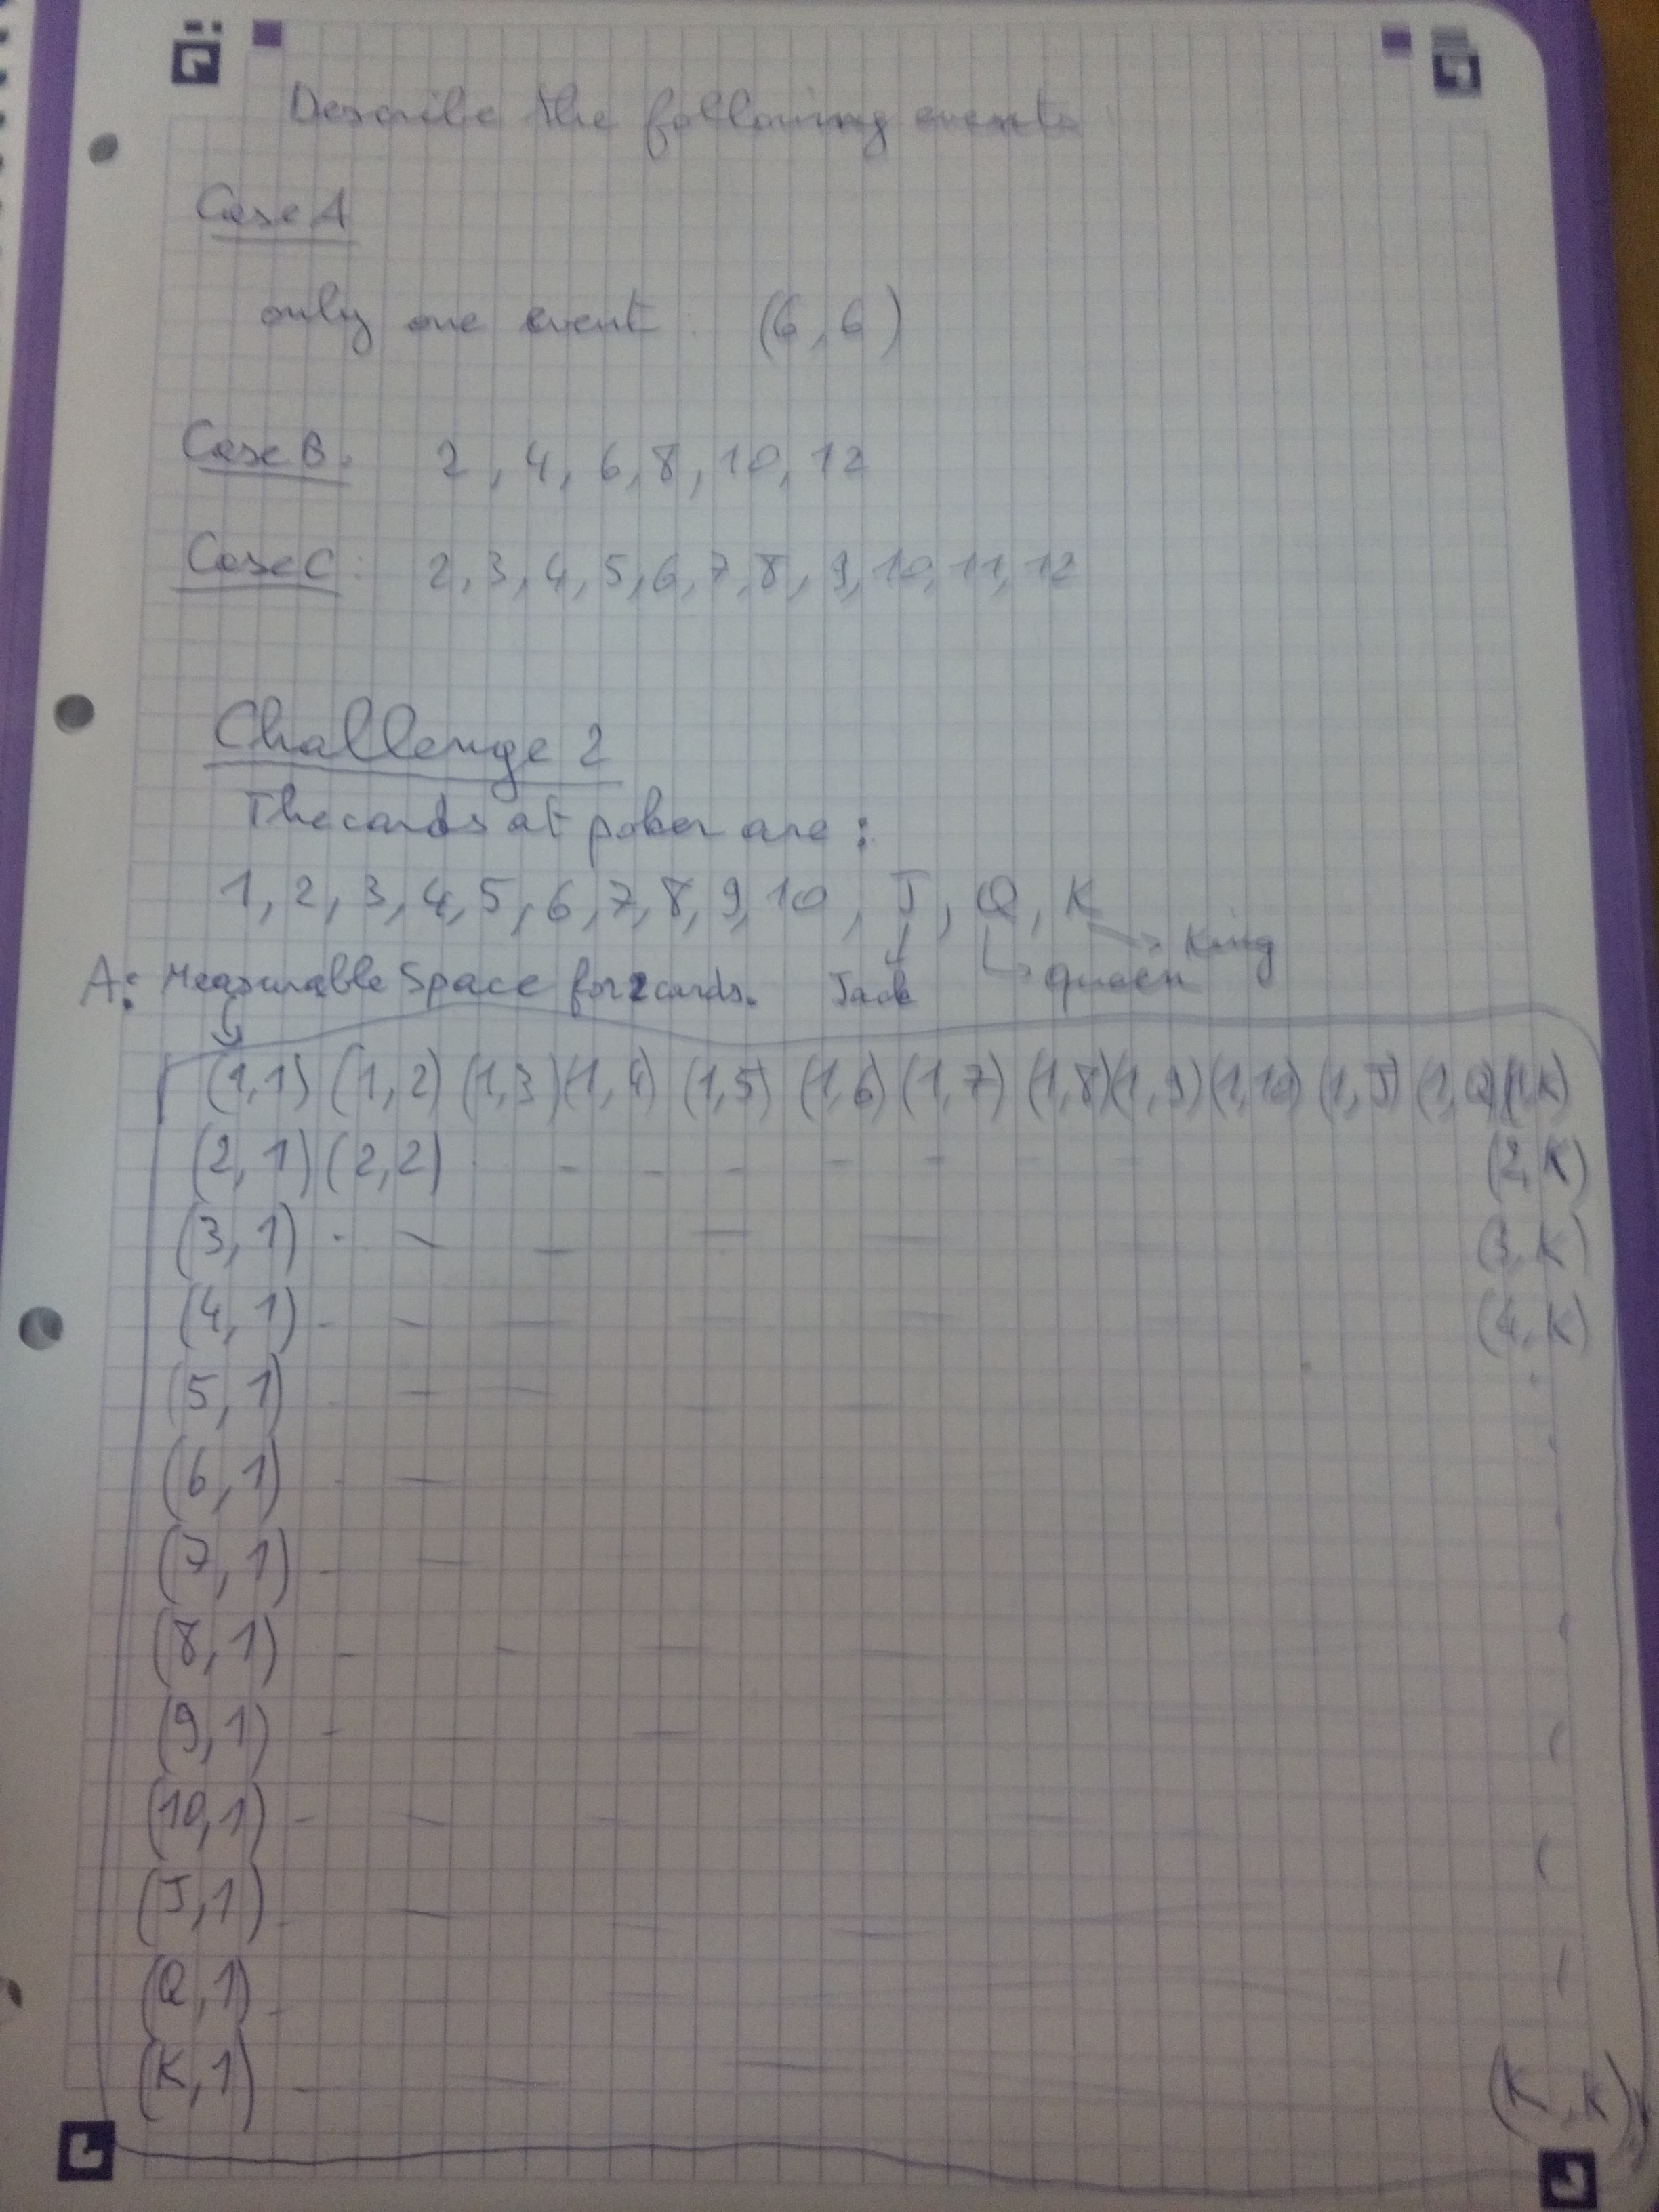 Describe the following events
Case A
only one event : (6, 6)
Case B : 2, 4, 6, 8, 10, 12
Case C : 2, 3, 4, 5, 6, 7, 8, 9, 10, 11, 12
Challenge 2
The cards at poker are :
1, 2, 3, 4, 5, 6, 7, 8, 9, 10, J, Q, K
King
A: Measurable Space for 2 cards. Jack queen
(1,1) (1,2) (1,3) (1,4) (1,5) (1,6) (1,7) (1,8) (1,9) (1,10) (1,J) (1,Q) (1,K)
(2,1) (2,2) - - - - - - - (2,K)
(3,1) - - - - - (3,K)
(4,1) - - - - (4,K)
(5,1) - - -
(6,1) - -
(7,1) - -
(8,1) - - - -
(9,1) - - - -
(10,1) - - - -
(J,1) - - - -
(Q,1) -
(K,1) - - - (K,K)